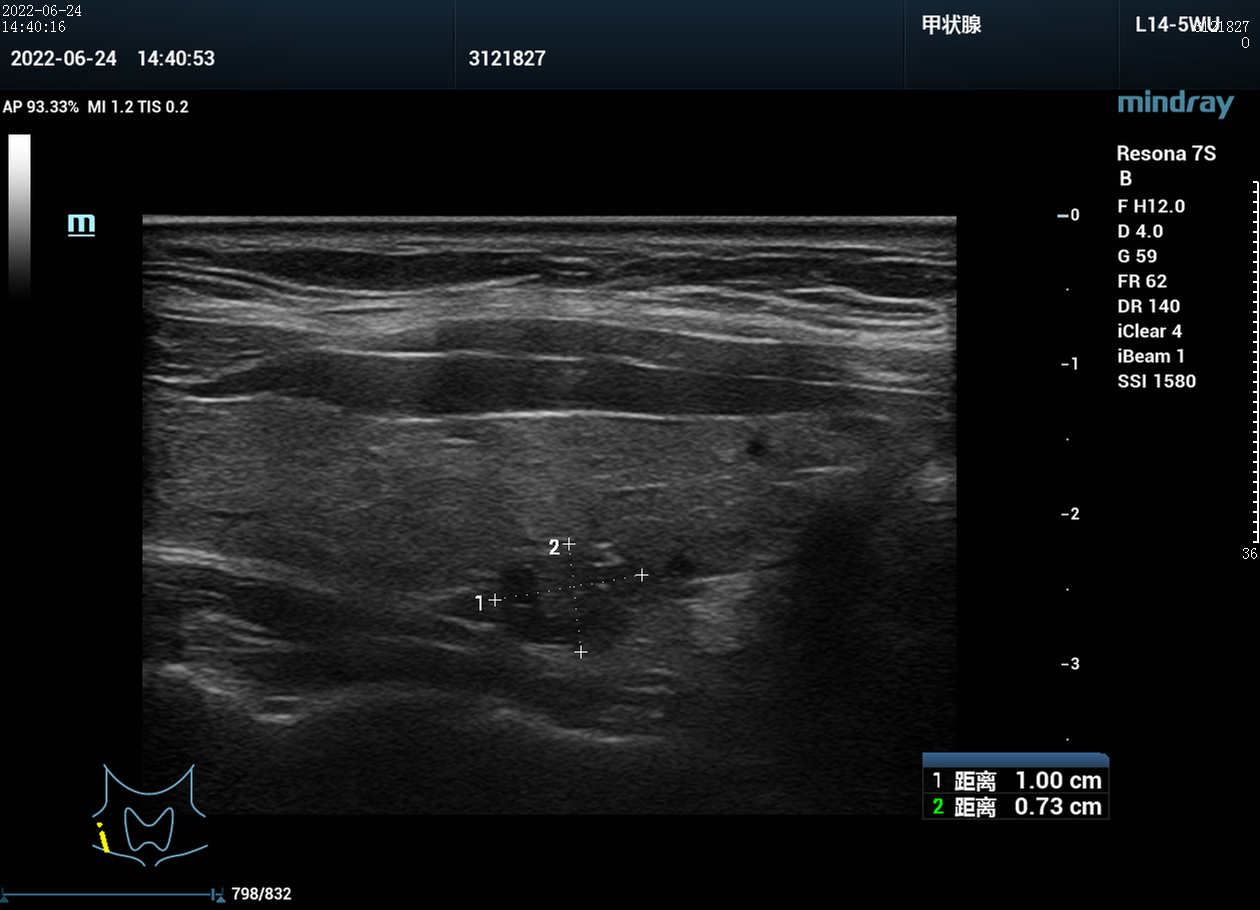 2022-06-24
14:40:16
2022-06-24 14:40:53
3121827
甲状腺
L14-5WU
3121827
0
AP 93.33% MI 1.2 TIS 0.2
mindray
Resona 7S
B
F H12.0
D 4.0
G 59
FR 62
DR 140
iClear 4
iBeam 1
SSI 1580
m
0
-1
-2
-3
36
2
1
1 距离 1.00 cm
2 距离 0.73 cm
798/832